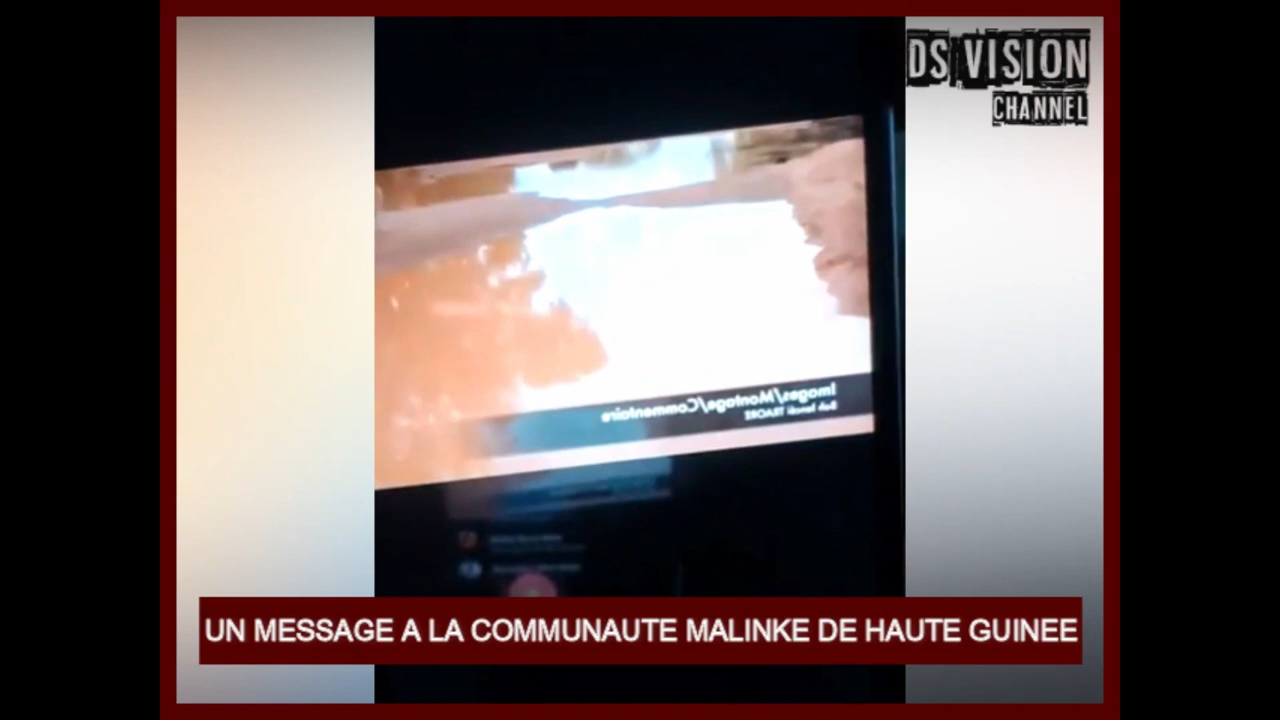 DS VISION
CHANNEL
Images/Montage/Commentaire
UN MESSAGE A LA COMMUNAUTE MALINKE DE HAUTE GUINEE